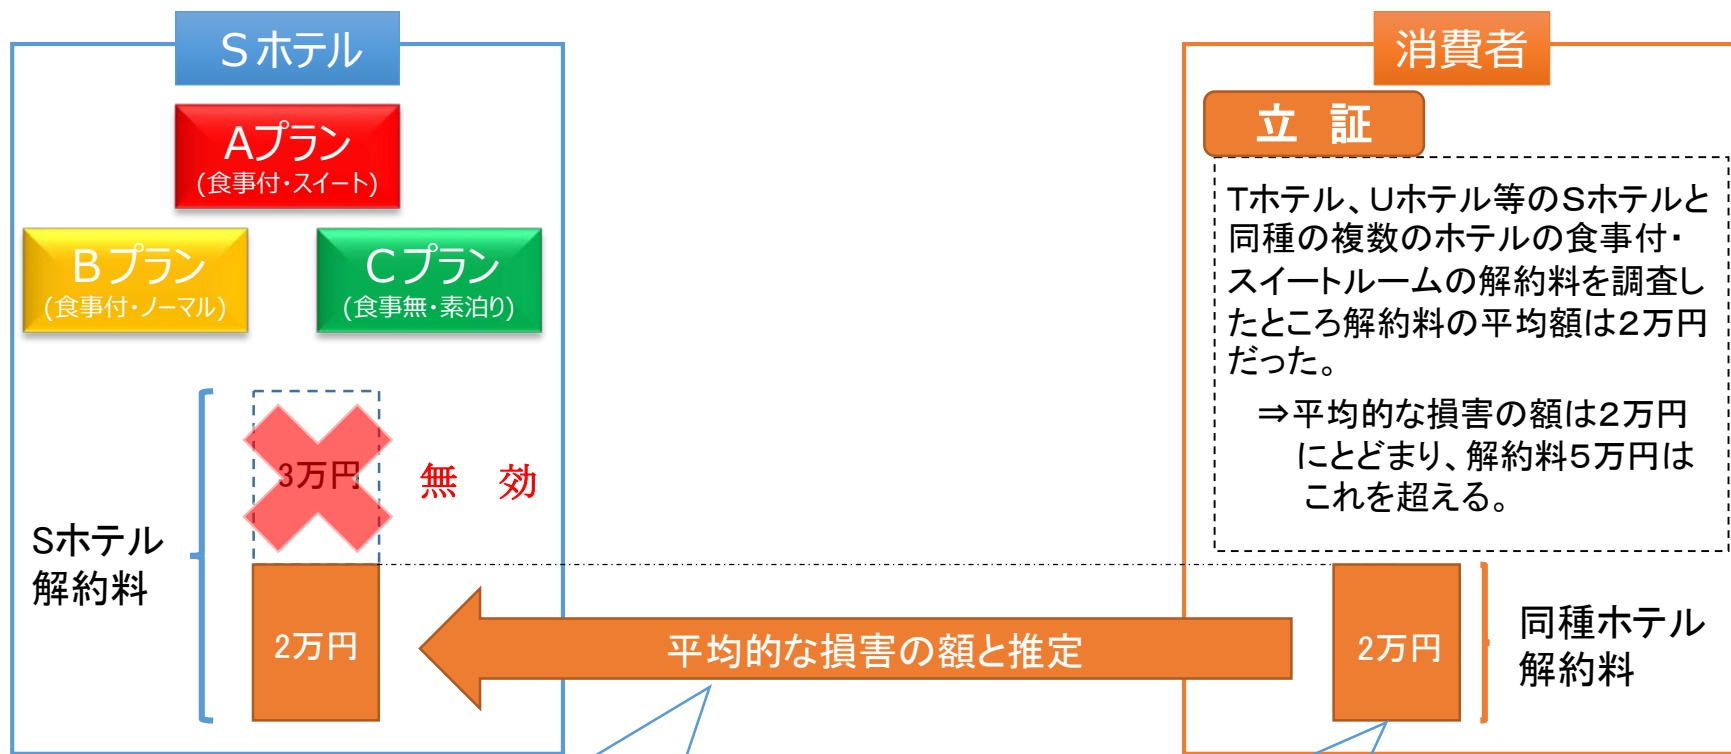 Sホテル
Aプラン
(食事付・スイート)
Bプラン
(食事付・ノーマル)
Cプラン
(食事無・素泊り)
3万円
無　効
Sホテル
解約料
2万円
平均的な損害の額と推定
消費者
立　証
Tホテル、Uホテル等のSホテルと
同種の複数のホテルの食事付・
スイートルームの解約料を調査し
たところ解約料の平均額は2万円
だった。
⇒平均的な損害の額は2万円
にとどまり、解約料5万円は
これを超える。
2万円
同種ホテル
解約料